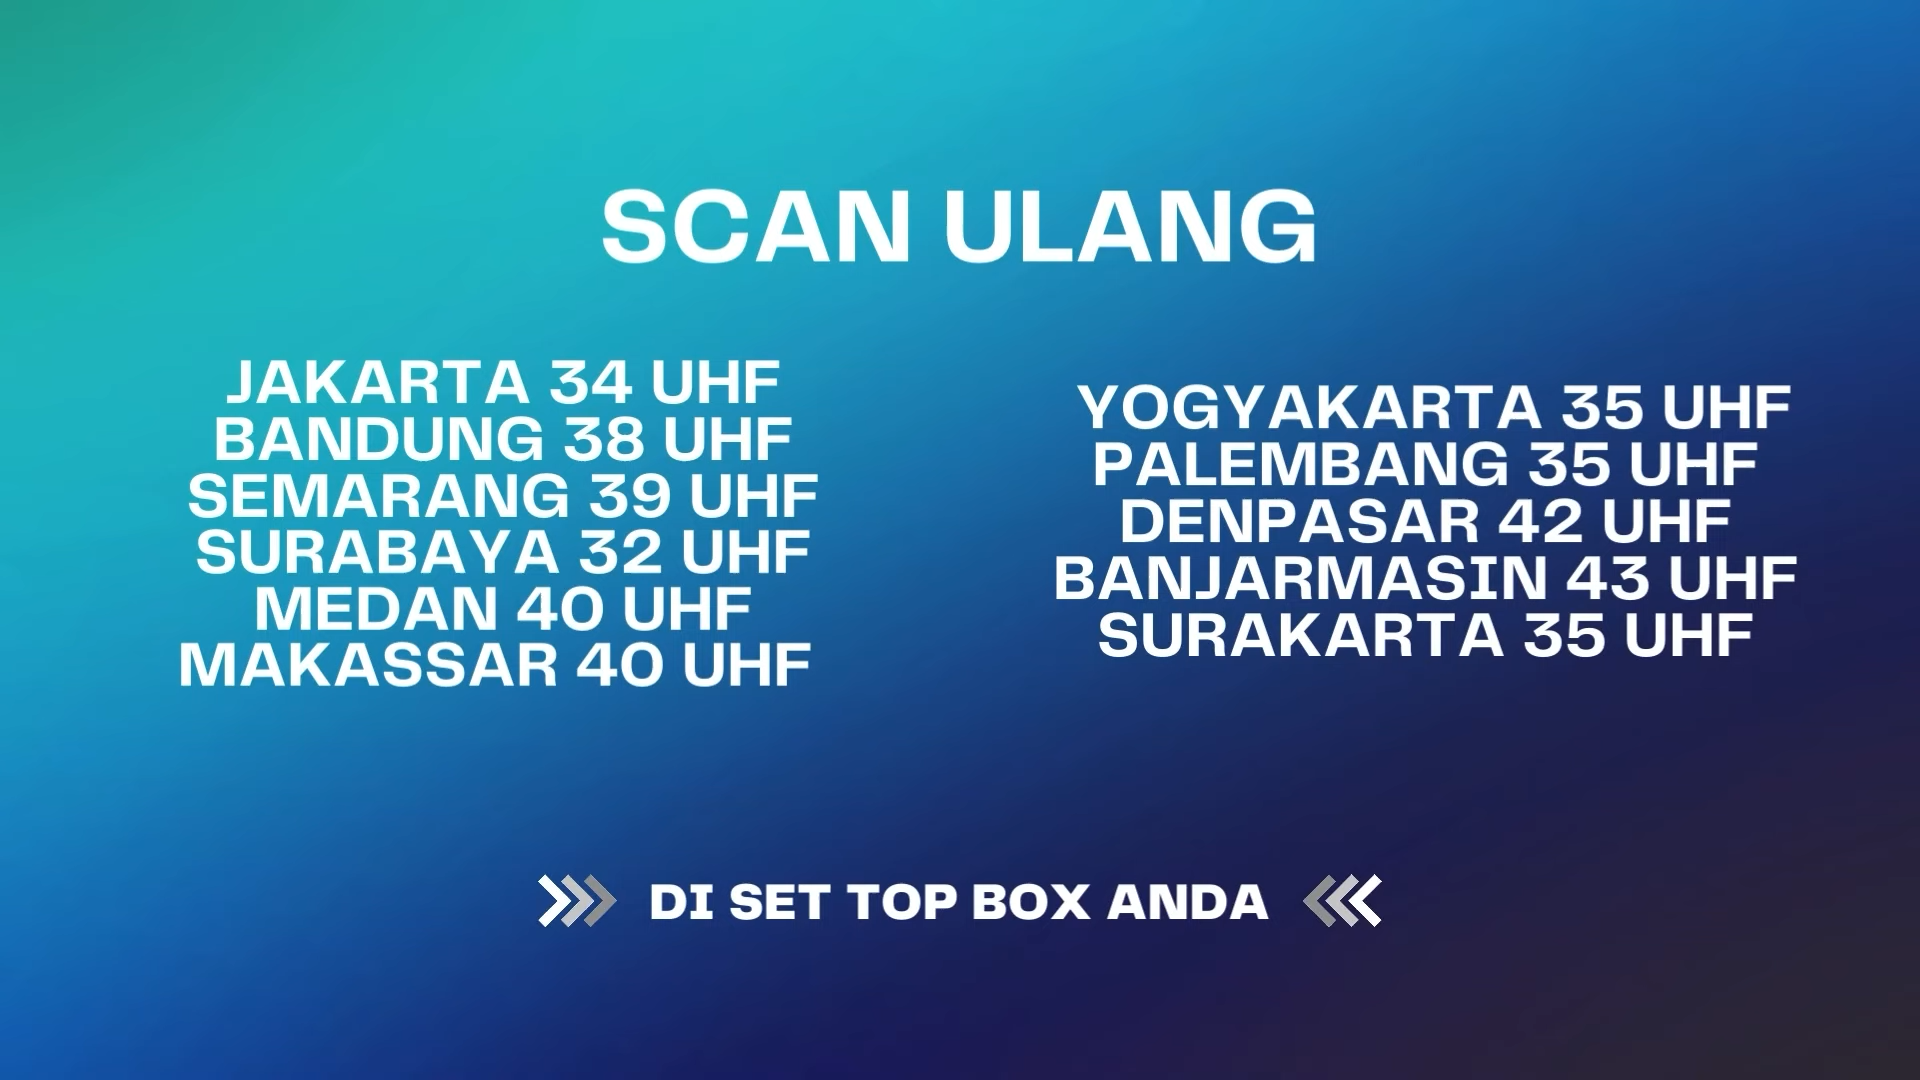 SCAN ULANG
JAKARTA 34 UHF
BANDUNG 38 UHF
SEMARANG 39 UHF
SURABAYA 32 UHF
MEDAN 40 UHF
MAKASSAR 40 UHF
YOGYAKARTA 35 UHF
PALEMBANG 35 UHF
DENPASAR 42 UHF
BANJARMASIN 43 UHF
SURAKARTA 35 UHF
DI SET TOP BOX ANDA